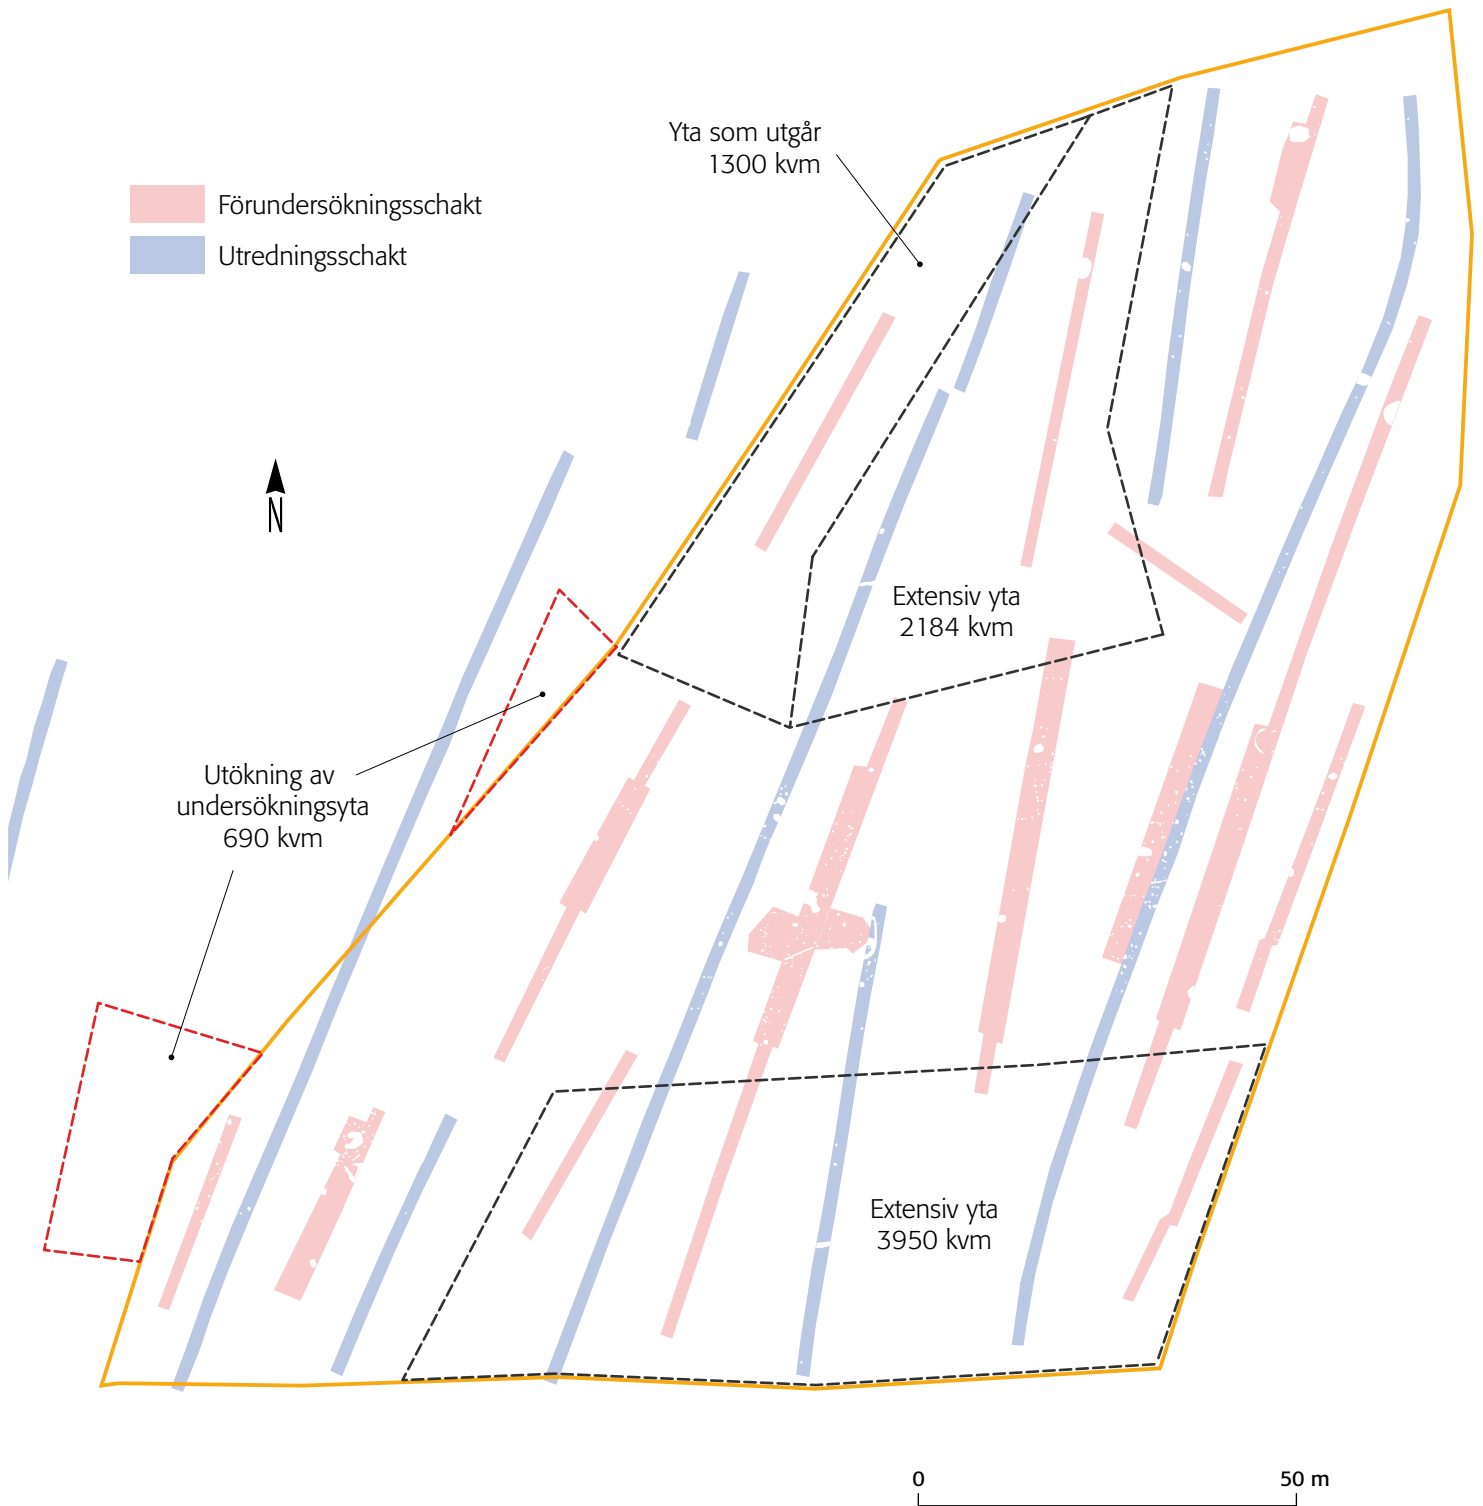 Yta som utgår
1300 kvm
Förundersökningsschakt
Utredningsschakt
N
Extensiv yta
2184 kvm
Utökning av
undersökningsyta
690 kvm
Extensiv yta
3950 kvm
0 50 m